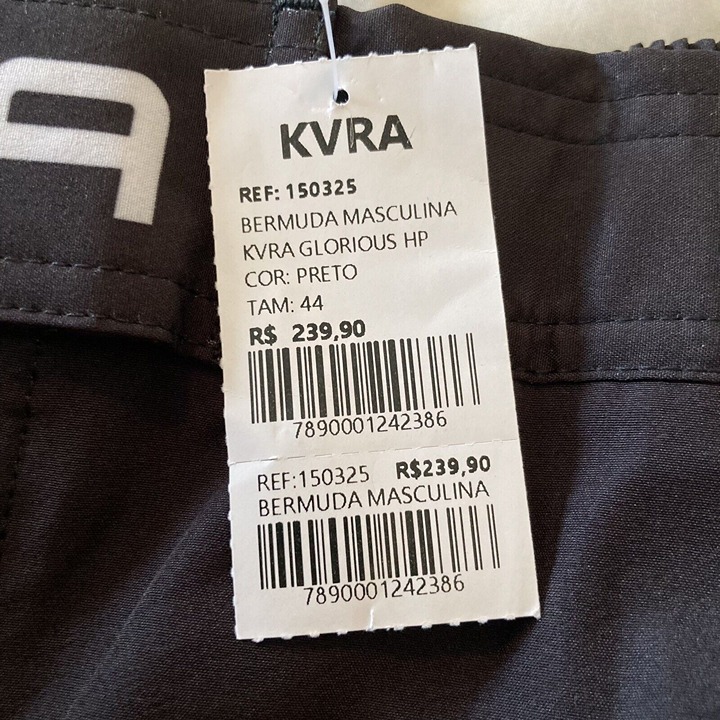 A
KVRA
REF: 150325
BERMUDA MASCULINA
KVRA GLORIOUS HP
COR: PRETO
TAM: 44
R$ 239,90
7890001242386
REF:150325 R$239,90
BERMUDA MASCULINA
7890001242386